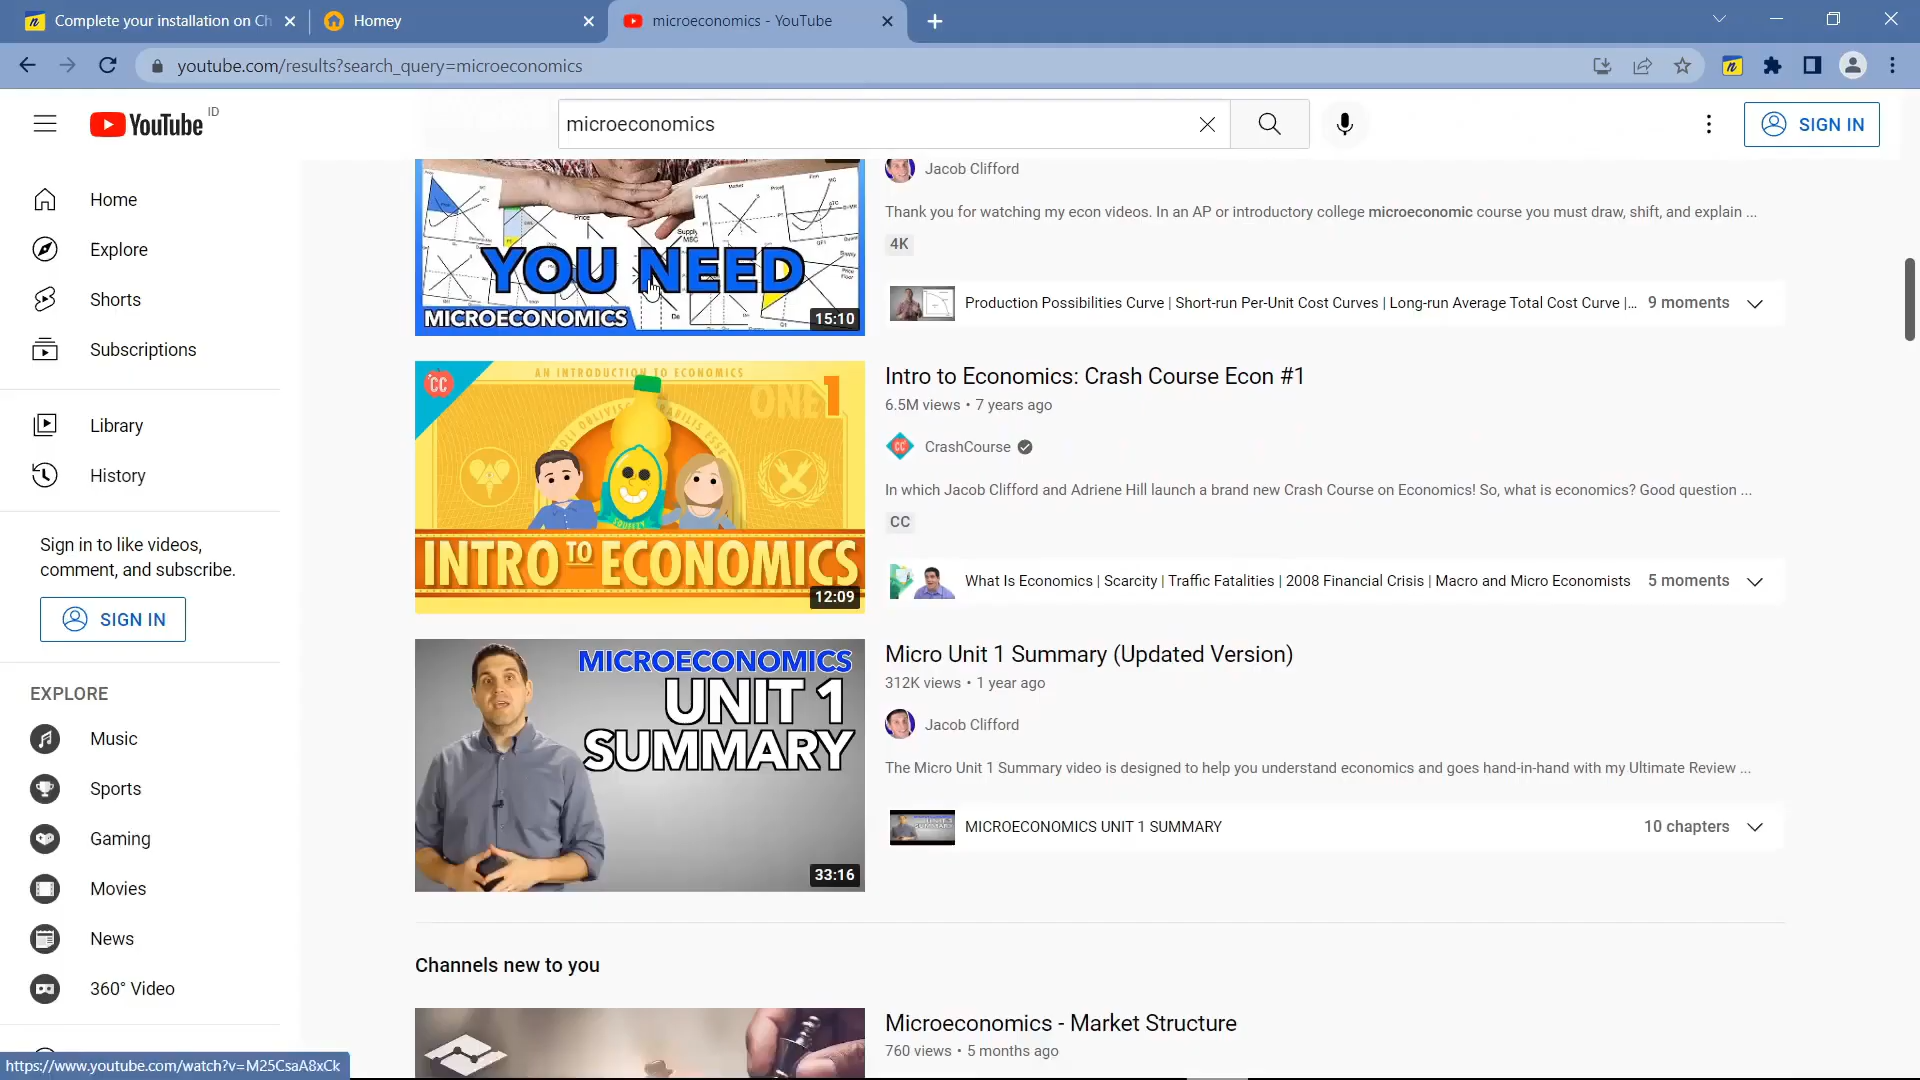 Complete your installation on Ch
Homey
microeconomics - YouTube
youtube.com/results?search_query=microeconomics
YouTube ID
microeconomics
SIGN IN
Home
Explore
Shorts
Subscriptions
Library
History
Sign in to like videos,
comment, and subscribe.
SIGN IN
EXPLORE
Music
Sports
Gaming
Movies
News
360° Video
https://www.youtube.com/watch?v=M25CsaA8xCk
YOU NEED
MICROECONOMICS
15:10
Jacob Clifford
Thank you for watching my econ videos. In an AP or introductory college microeconomic course you must draw, shift, and explain ...
4K
Production Possibilities Curve | Short-run Per-Unit Cost Curves | Long-run Average Total Cost Curve |...
9 moments
CC
AN INTRODUCTION TO ECONOMICS
ONE 1
INTRO TO ECONOMICS
12:09
Intro to Economics: Crash Course Econ #1
6.5M views • 7 years ago
CrashCourse
In which Jacob Clifford and Adriene Hill launch a brand new Crash Course on Economics! So, what is economics? Good question ...
CC
What Is Economics | Scarcity | Traffic Fatalities | 2008 Financial Crisis | Macro and Micro Economists
5 moments
MICROECONOMICS
UNIT 1
SUMMARY
33:16
Micro Unit 1 Summary (Updated Version)
312K views • 1 year ago
Jacob Clifford
The Micro Unit 1 Summary video is designed to help you understand economics and goes hand-in-hand with my Ultimate Review ...
MICROECONOMICS UNIT 1 SUMMARY
10 chapters
Channels new to you
Microeconomics - Market Structure
760 views • 5 months ago